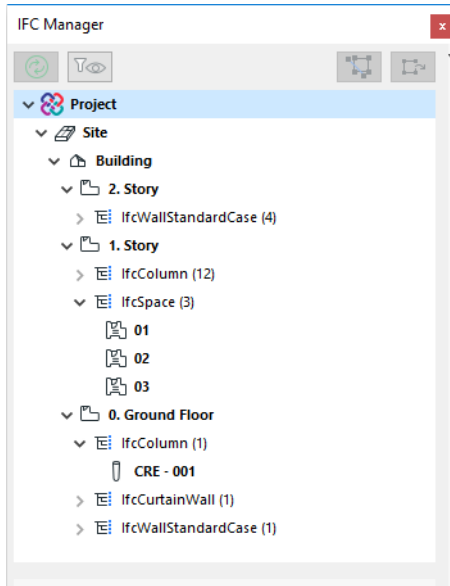 IFC Manager
x
Project
Site
Building
2. Story
IfcWallStandardCase (4)
1. Story
IfcColumn (12)
IfcSpace (3)
01
02
03
0. Ground Floor
IfcColumn (1)
CRE - 001
IfcCurtainWall (1)
IfcWallStandardCase (1)